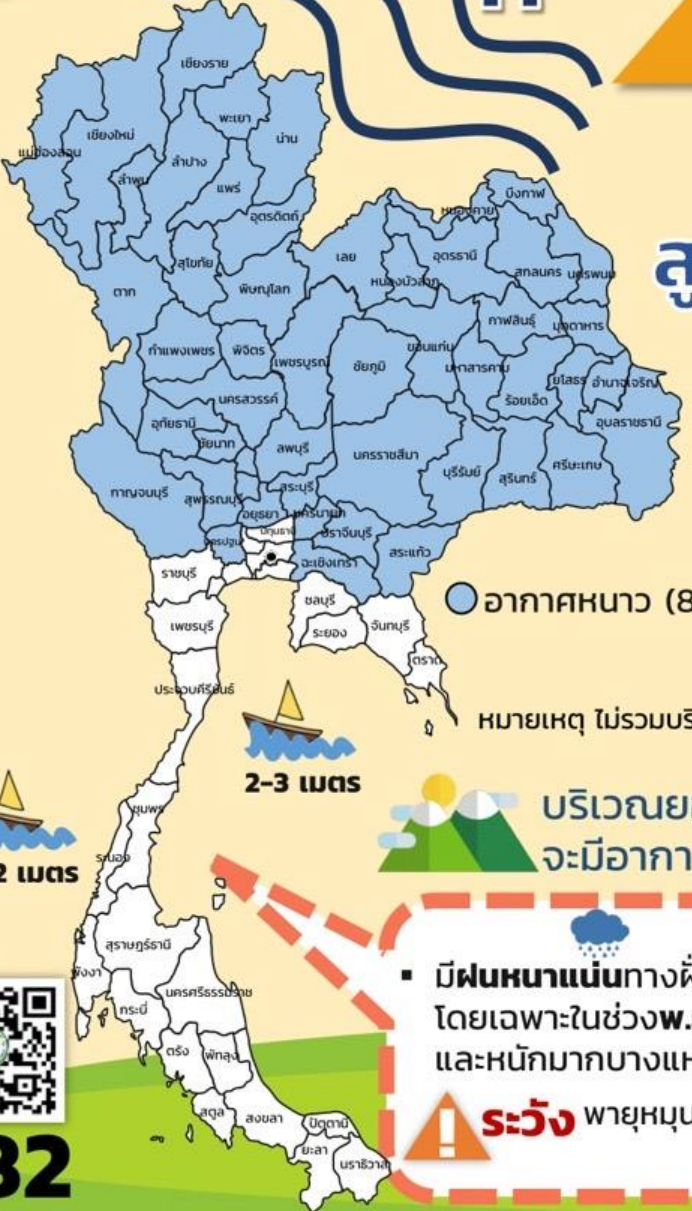 สู
เชียงราย
พะเยา
น่าน
เชียงใหม่
แม่ฮ่องสอน
ลำปาง
ลำพูน
แพร่
อุตรดิตถ์
บึงกาฬ
หนองคาย
เลย
อุดรธานี
สกลนคร
นครพนม
หนองบัวลำภู
สุโขทัย
ตาก
พิษณุโลก
กาฬสินธุ์
มุกดาหาร
กำแพงเพชร
พิจิตร
เพชรบูรณ์
ชัยภูมิ
ขอนแก่น
มหาสารคาม
ร้อยเอ็ด
ยโสธร
อำนาจเจริญ
อุบลราชธานี
นครสวรรค์
อุทัยธานี
ชัยนาท
ลพบุรี
นครราชสีมา
บุรีรัมย์
สุรินทร์
ศรีษะเกษ
กาญจนบุรี
สุพรรณบุรี
สระบุรี
อยุธยา
นครนายก
ปทุมธานี
ปราจีนบุรี
นครปฐม
ฉะเชิงเทรา
สระแก้ว
ราชบุรี
ชลบุรี
เพชรบุรี
ระยอง
จันทบุรี
ตราด
ประจวบคีรีขันธ์
อากาศหนาว (8
หมายเหตุ ไม่รวมบริ
2-3 เมตร
2 เมตร
ชุมพร
ระนอง
สุราษฎร์ธานี
พังงา
นครศรีธรรมราช
กระบี่
ตรัง
พัทลุง
สตูล
สงขลา
ปัตตานี
ยะลา
นราธิวาส
บริเวณย
จะมีอากา
▪ มีฝนหนาแน่นทางฝั่
โดยเฉพาะในช่วงพ.
และหนักมากบางแห
ระวัง พายุหมุน
82